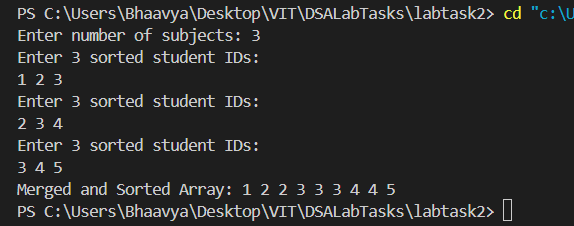 PS C:\Users\Bhaavya\Desktop\VIT\DSALabTasks\labtask2> cd "c:\U
Enter number of subjects: 3
Enter 3 sorted student IDs:
1 2 3
Enter 3 sorted student IDs:
2 3 4
Enter 3 sorted student IDs:
3 4 5
Merged and Sorted Array: 1 2 2 3 3 3 4 4 5
PS C:\Users\Bhaavya\Desktop\VIT\DSALabTasks\labtask2>